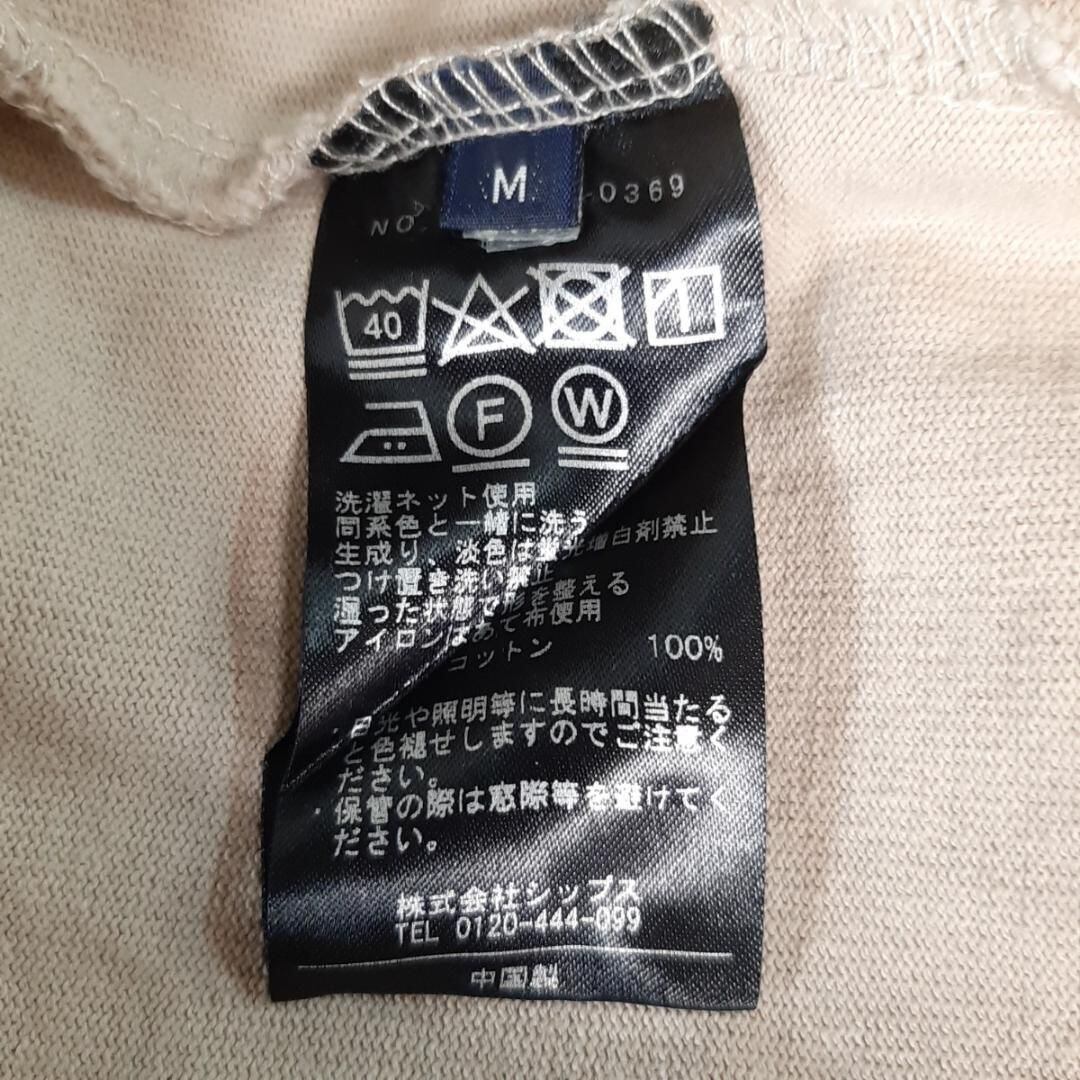 M
NO. -0369
40
F W
洗濯ネット使用
同系色と一緒に洗う
生成り、淡色は蛍光増白剤禁止
つけ置き洗い禁止
湿った状態で形を整える
アイロンはあて布使用
コットン 100%
・日光や照明等に長時間当たる
と色褪せしますのでご注意く
ださい。
・保管の際は窓際等を避けてく
ださい。
株式会社シップス
TEL 0120-444-099
中国製